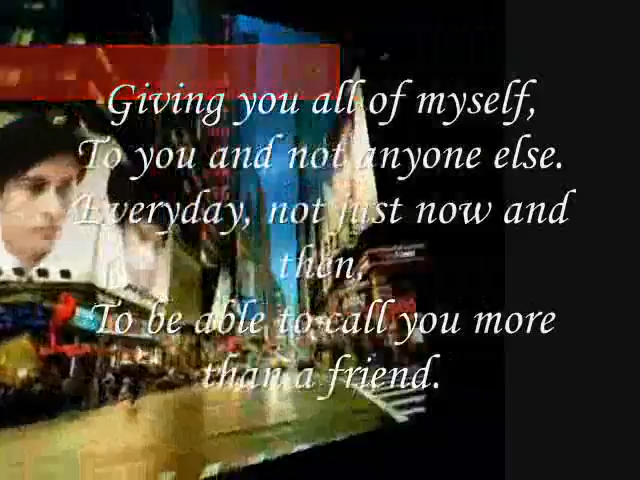 Giving you all of myself,
To you and not anyone else.
Everyday, not just now and
then,
To be able to call you more
than a friend.